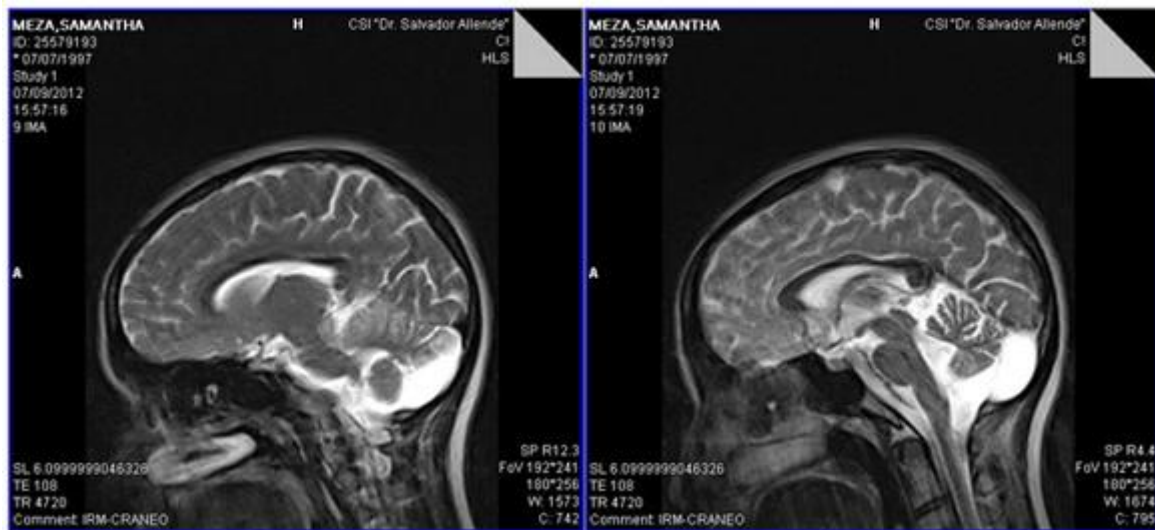 MEZA,SAMANTHA
ID: 25579193
* 07/07/1997
Study 1
07/09/2012
15:57:16
9 IMA
H
CSI "Dr. Salvador Allende"
C!
HLS
A
SL 6.0999999046326
TE 108
TR 4720
Comment: IRM-CRANEO
SP R12.3
FoV 192*241
180*256
W: 1573
C: 742
MEZA,SAMANTHA
ID: 25579193
* 07/07/1997
Study 1
07/09/2012
15:57:19
10 IMA
H
CSI "Dr. Salvador Allende"
C!
HLS
A
SL 6.0999999046326
TE 108
TR 4720
Comment: IRM-CRANEO
SP R4.4
FoV 192*241
180*256
W: 1674
C: 795